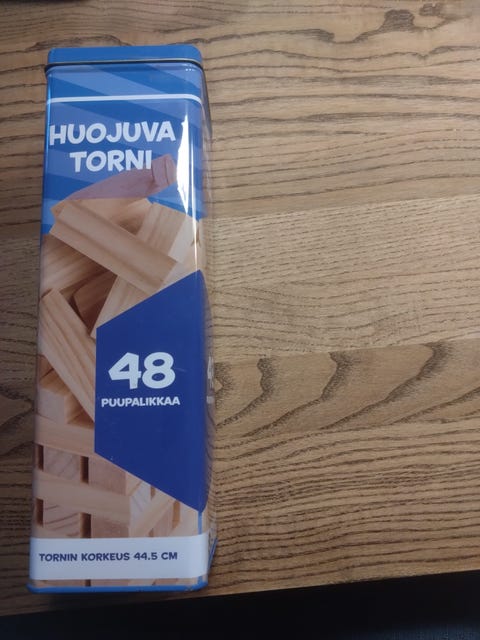 HUOJUVA
TORNI
48
PUUPALIKKAA
TORNIN KORKEUS 44.5 CM